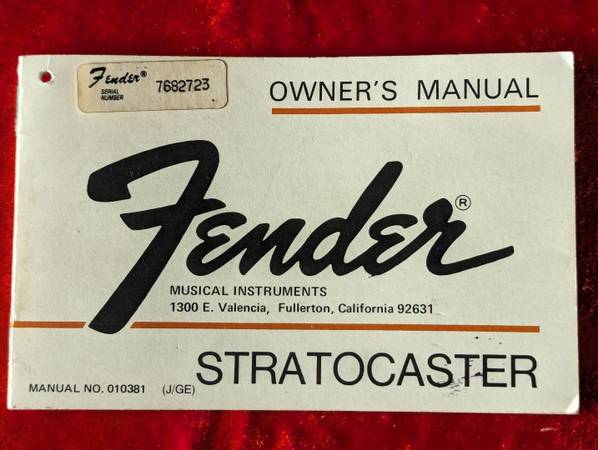 Fender®
SERIAL
NUMBER
7682723
OWNER'S MANUAL
Fender®
MUSICAL INSTRUMENTS
1300 E. Valencia, Fullerton, California 92631
STRATOCASTER
MANUAL NO. 010381 (J/GE)